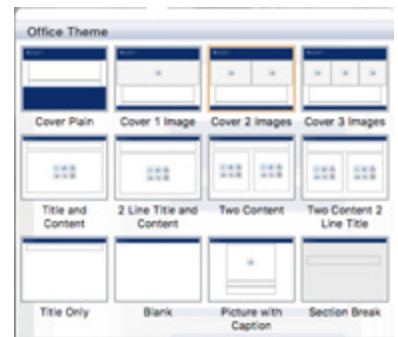 Office Theme
Cover Plain
Cover 1 Image
Cover 2 Images
Cover 3 Images
Title and
Content
2 Line Title and
Content
Two Content
Two Content 2
Line Title
Title Only
Blank
Picture with
Caption
Section Break